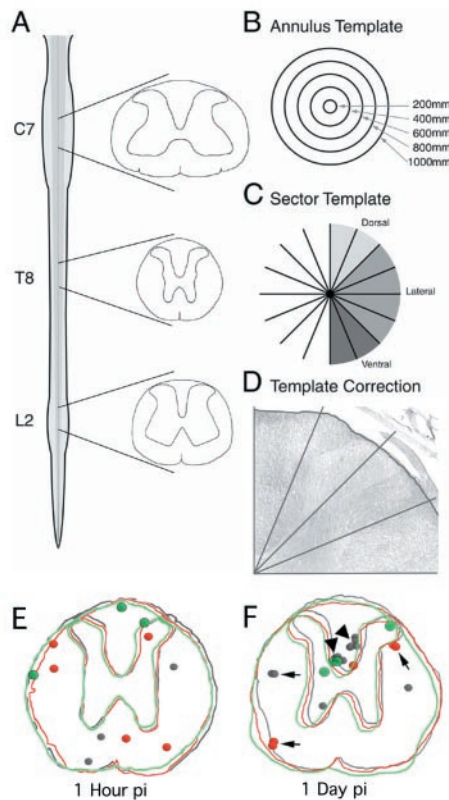 A
C7
T8
L2
B Annulus Template
200mm
400mm
600mm
800mm
1000mm
C Sector Template
Dorsal
Lateral
Ventral
D Template Correction
E
1 Hour pi
F
1 Day pi